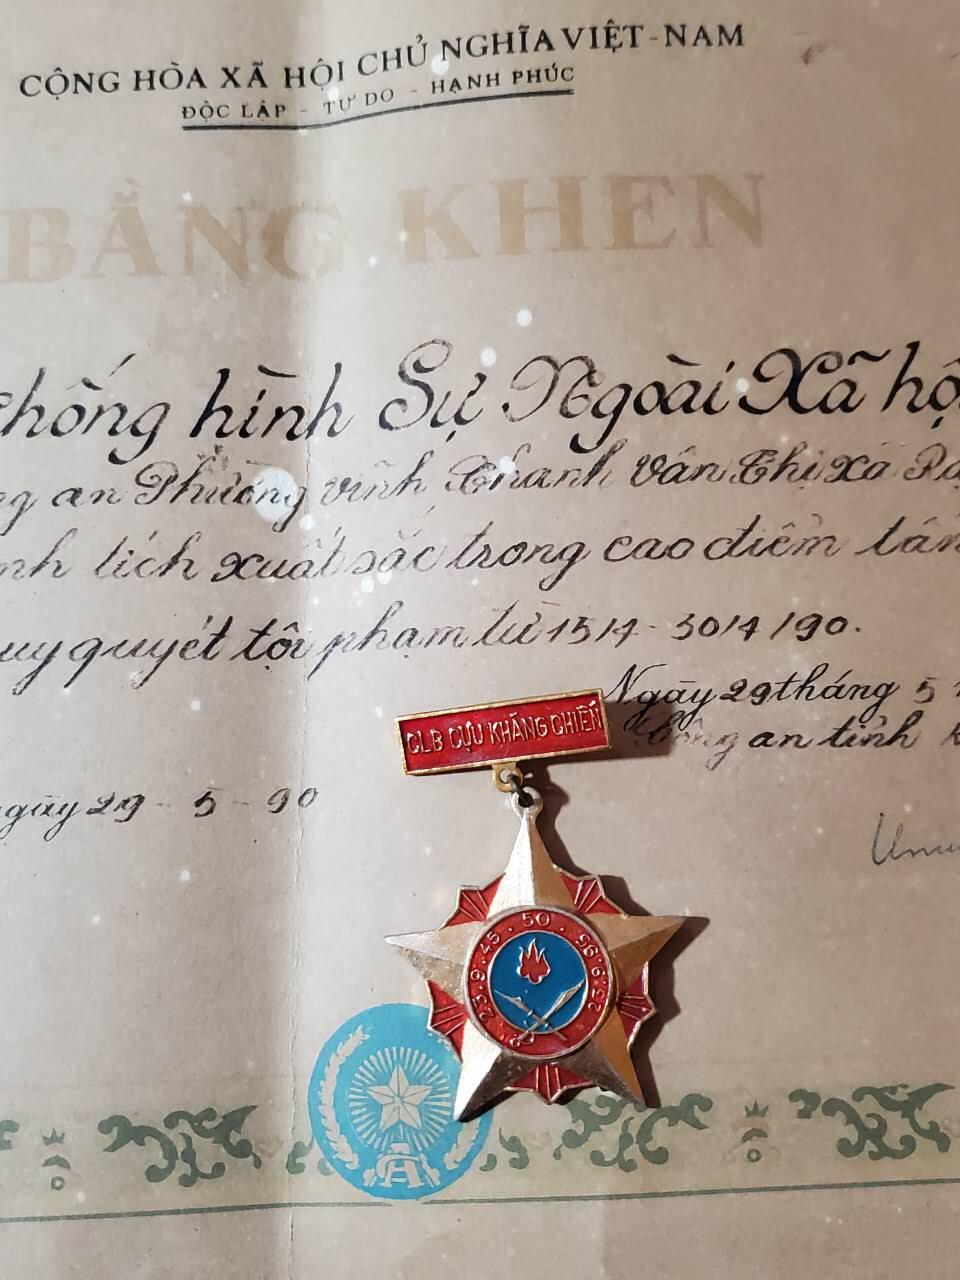 CỘNG HÒA XÃ HỘI CHỦ NGHĨA VIỆT-NAM
ĐỘC LẬP - TỰ DO - HẠNH PHÚC
BẰNG KHEN
chống hình Sự Ngoài Xã hội
an Phường vĩnh Thanh Vân Thị Xã
tích xuất sắc trong cao điểm tấn
quyết tội phạm từ 15/4 - 30/4/90.
Ngày 29 tháng 5
Công an tỉnh
ngày 29 - 5 - 90
CLB CỰU KHÁNG CHIẾN
23.9.45 . 50 . 23.9.95